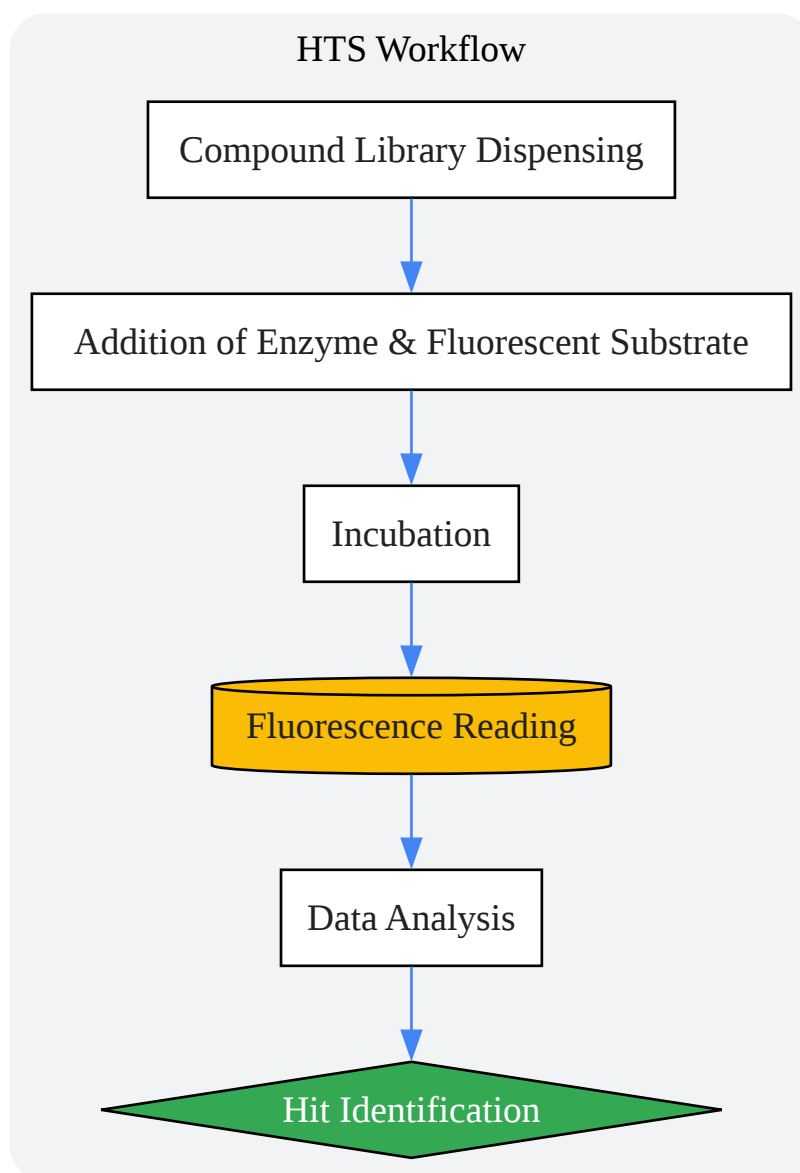 HTS Workflow
Compound Library Dispensing
Addition of Enzyme & Fluorescent Substrate
Incubation
Fluorescence Reading
Data Analysis
Hit Identification